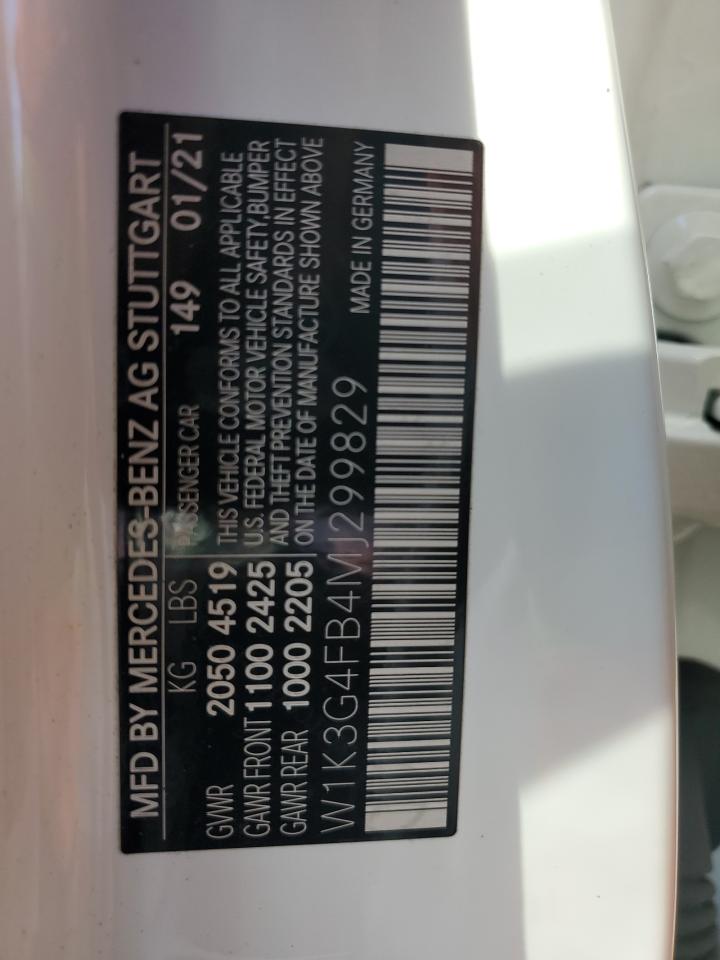 MFD BY MERCEDES-BENZ AG STUTTGART
KG LBS PASSENGER CAR 149 01/21
GVWR 2050 4519 THIS VEHICLE CONFORMS TO ALL APPLICABLE
GAWR FRONT 1100 2425 U.S. FEDERAL MOTOR VEHICLE SAFETY,BUMPER
GAWR REAR 1000 2205 AND THEFT PREVENTION STANDARDS IN EFFECT
ON THE DATE OF MANUFACTURE SHOWN ABOVE
W1K3G4FB4MJ299829 MADE IN GERMANY